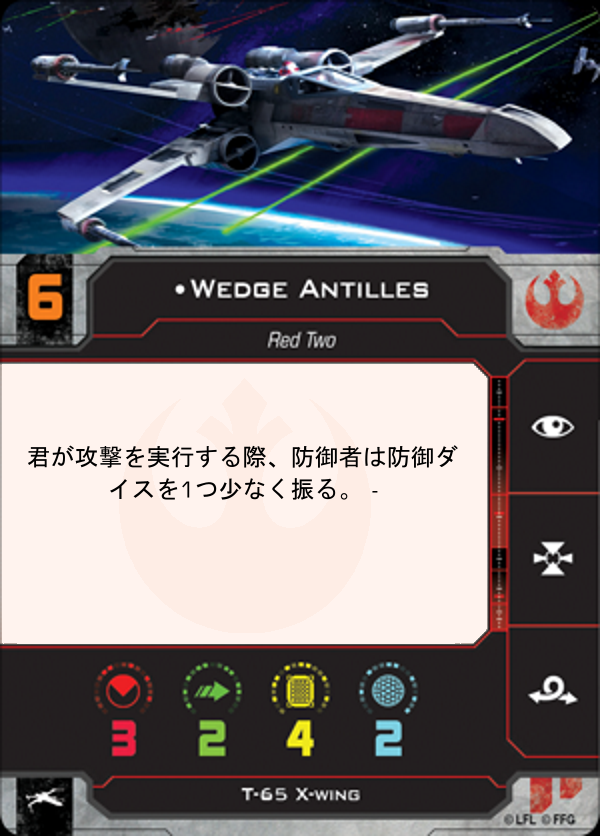 6
•Wedge Antilles
Red Two
君が攻撃を実行する際、防御者は防御ダ
イスを1つ少なく振る。 -
3 2 4 2
T-65 X-wing
©LFL ©FFG